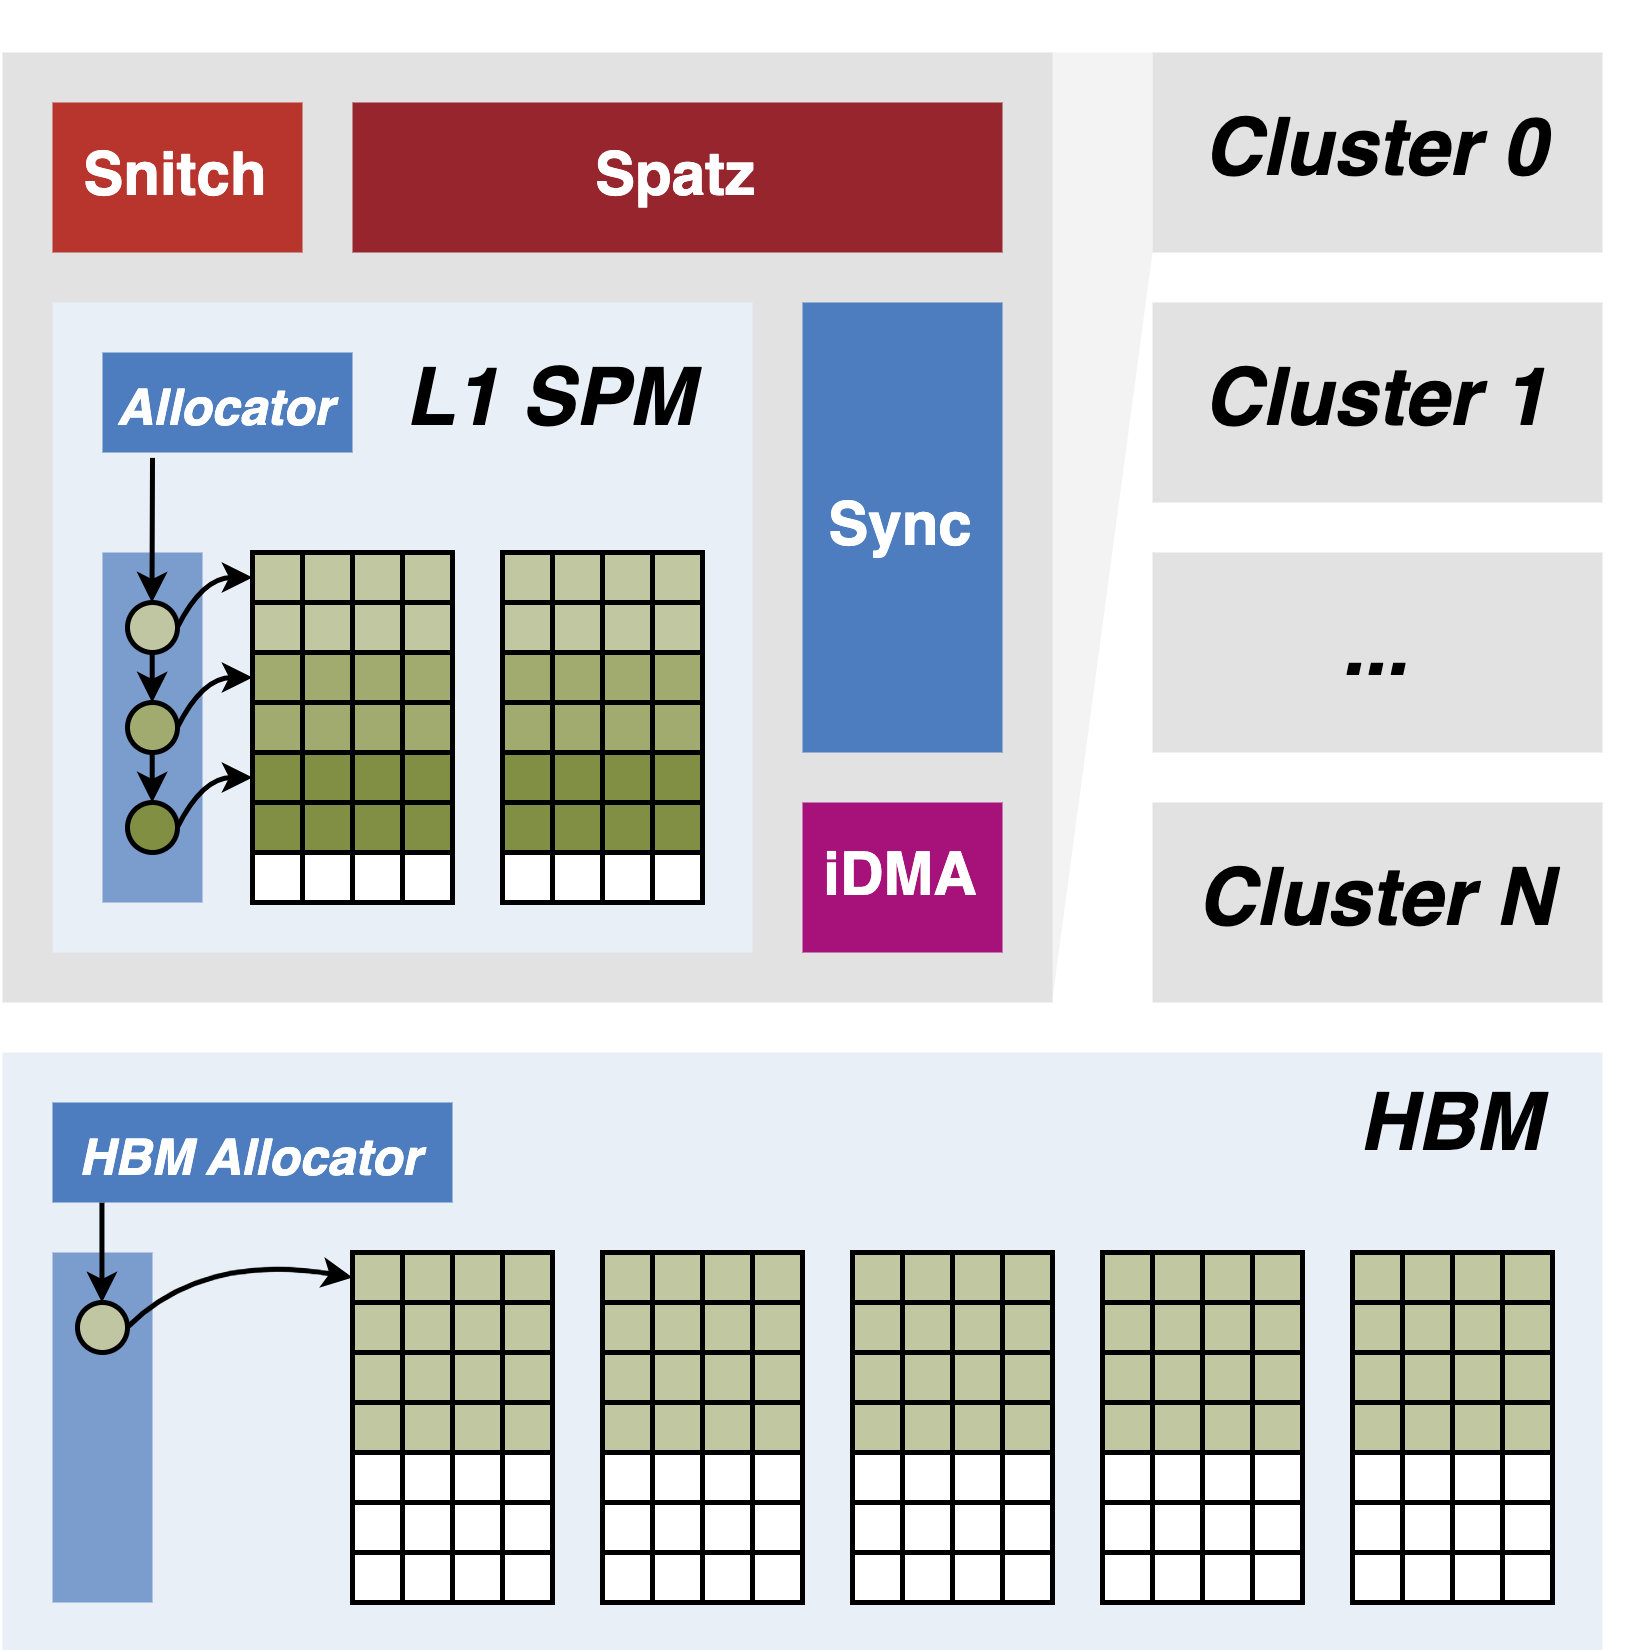 Snitch
Spatz
Cluster 0
Allocator
L1 SPM
Sync
Cluster 1
...
iDMA
Cluster N
HBM Allocator
HBM